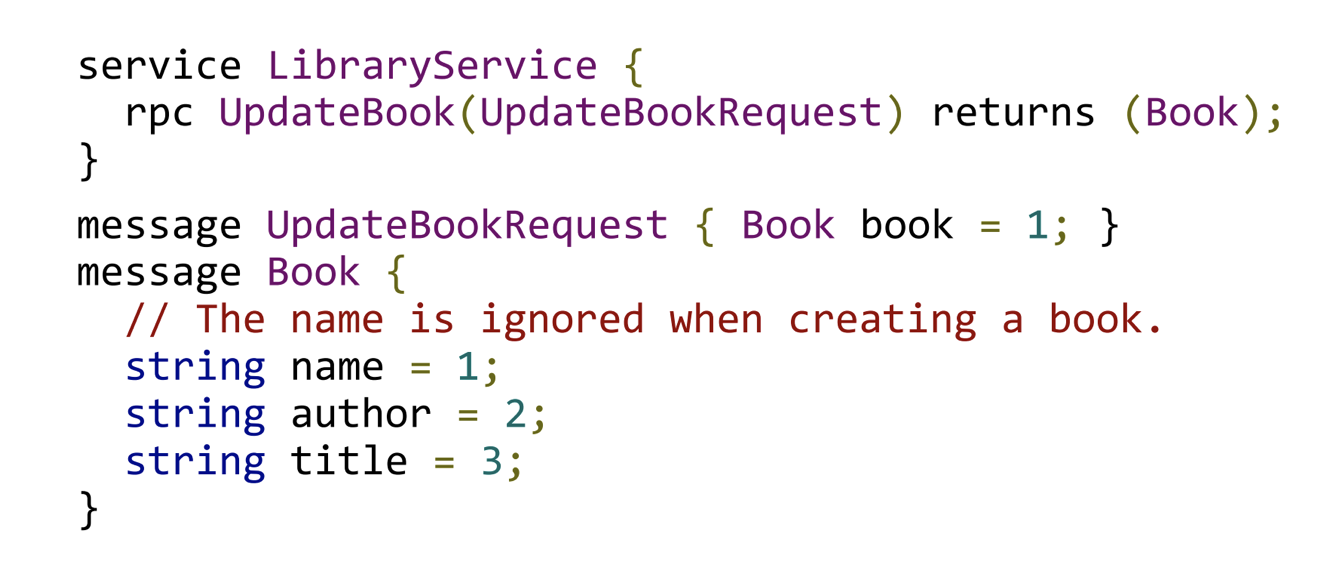 service LibraryService {
  rpc UpdateBook(UpdateBookRequest) returns (Book);
}
message UpdateBookRequest { Book book = 1; }
message Book {
  // The name is ignored when creating a book.
  string name = 1;
  string author = 2;
  string title = 3;
}